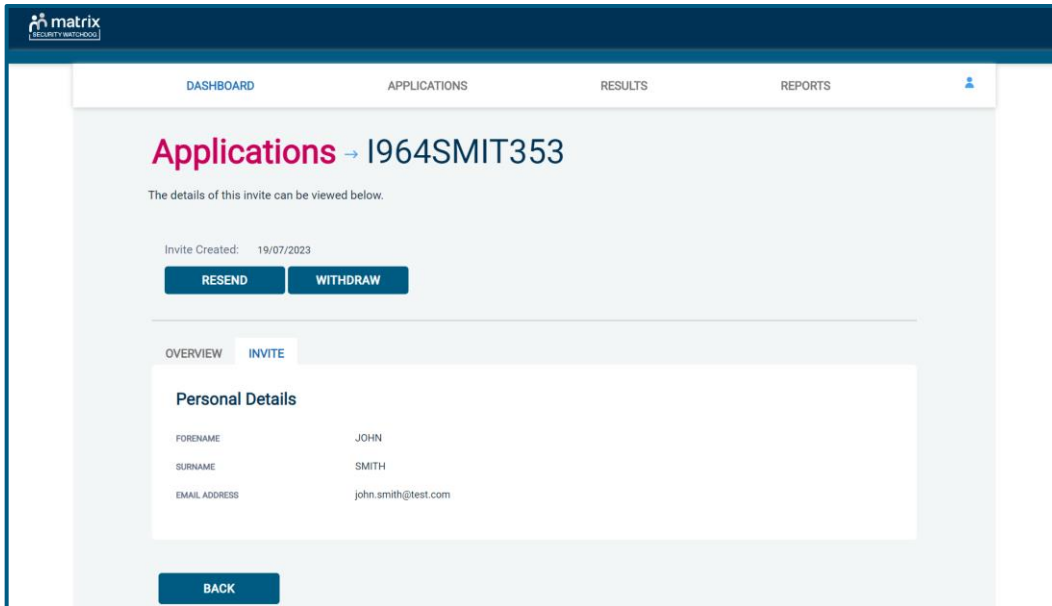 matrix
SECURITY WATCHDOG
DASHBOARD APPLICATIONS RESULTS REPORTS
Applications → I964SMIT353
The details of this invite can be viewed below.
Invite Created: 19/07/2023
RESEND WITHDRAW
OVERVIEW INVITE
Personal Details
FORENAME JOHN
SURNAME SMITH
EMAIL ADDRESS john.smith@test.com
BACK